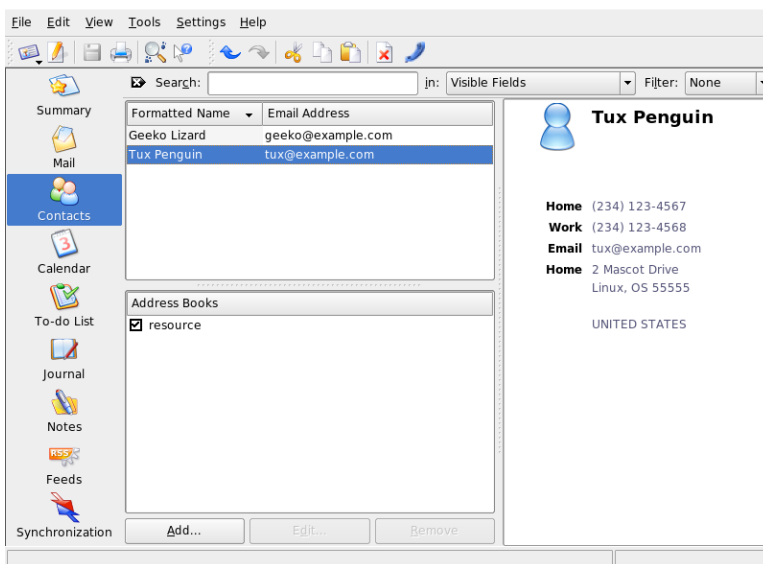 File Edit View Tools Settings Help
Search: in: Visible Fields Filter: None
Summary
Mail
Contacts
Calendar
3
To-do List
Journal
Notes
RSS
Feeds
Synchronization
Formatted Name Email Address
Geeko Lizard geeko@example.com
Tux Penguin tux@example.com
Address Books
resource
Add... Edit... Remove
Tux Penguin
Home (234) 123-4567
Work (234) 123-4568
Email tux@example.com
Home 2 Mascot Drive
Linux, OS 55555
UNITED STATES